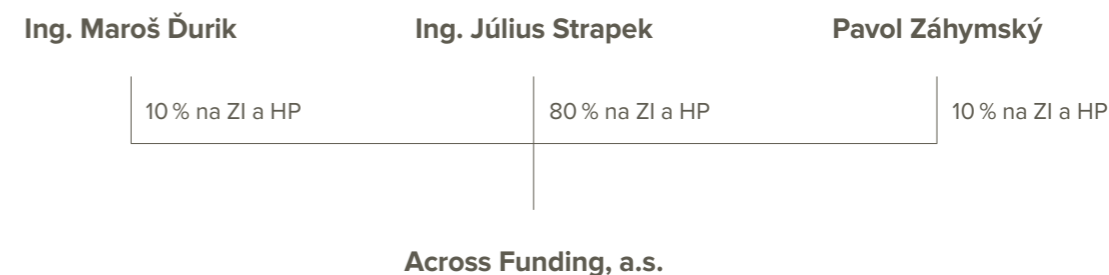 Ing. Maroš Ďurik
Ing. Július Strapek
Pavol Záhymský
10 % na ZI a HP
80 % na ZI a HP
10 % na ZI a HP
Across Funding, a.s.